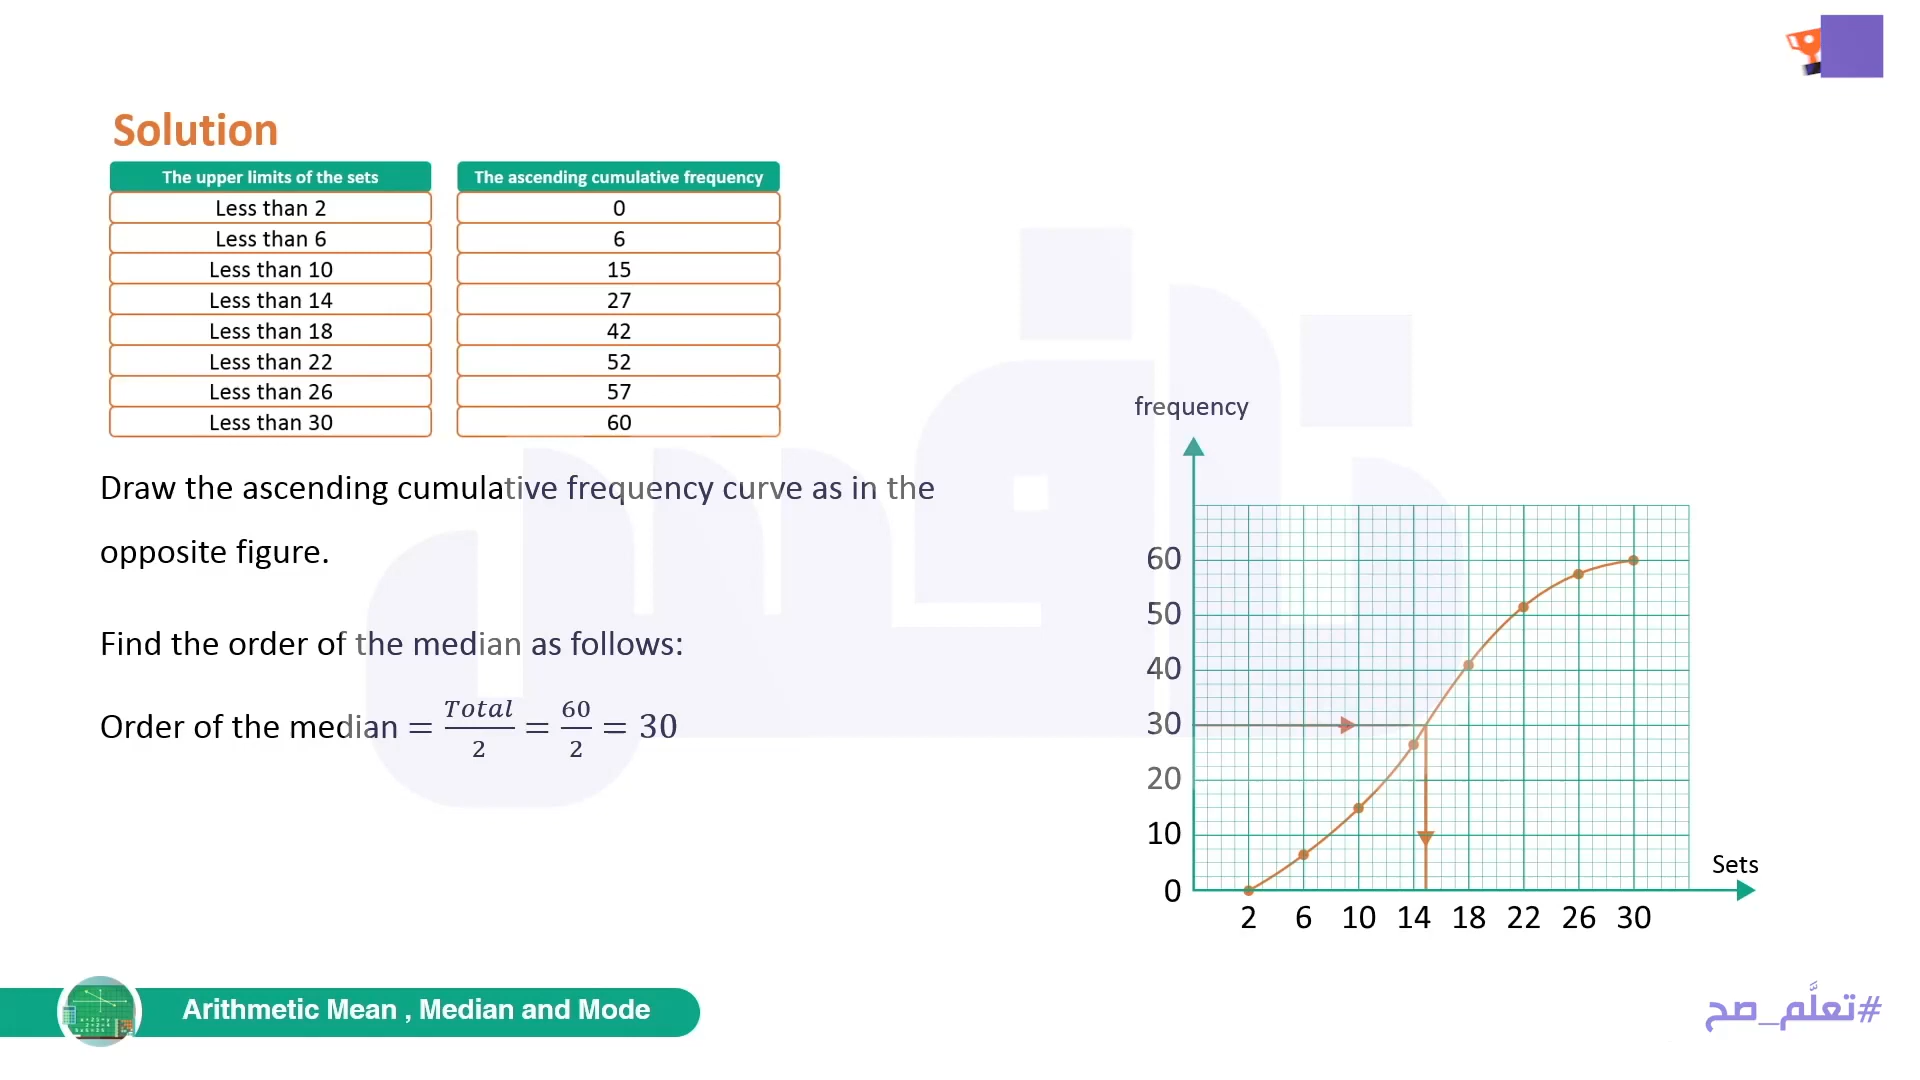 Solution
The upper limits of the sets The ascending cumulative frequency
Less than 2 0
Less than 6 6
Less than 10 15
Less than 14 27
Less than 18 42
Less than 22 52
Less than 26 57
Less than 30 60
Draw the ascending cumulative frequency curve as in the
opposite figure.
Find the order of the median as follows:
Order of the median = Total/2 = 60/2 = 30
frequency
60
50
40
30
20
10
0
Sets
2 6 10 14 18 22 26 30
Arithmetic Mean , Median and Mode
#تعلَّم_صح